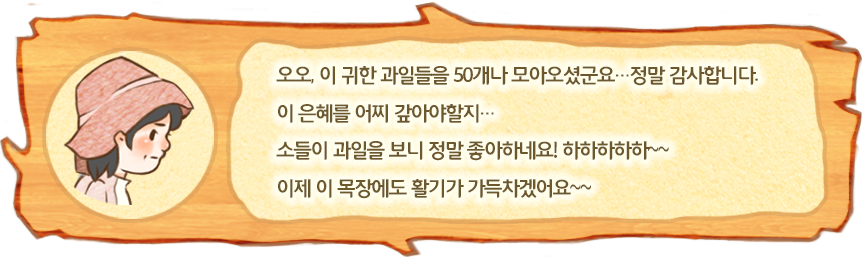 오오, 이 귀한 과일들을 50개나 모아오셨군요…정말 감사합니다.
이 은혜를 어찌 갚아야할지…
소들이 과일을 보니 정말 좋아하네요! 하하하하하~~
이제 이 목장에도 활기가 가득차겠어요~~